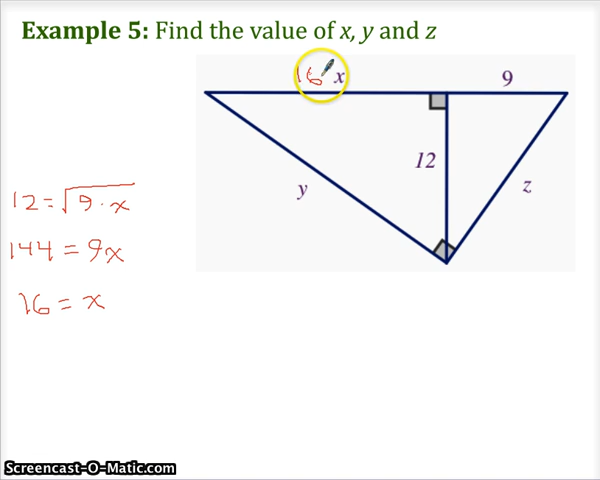 Example 5: Find the value of x, y and z
16 x
9
12
y
z
12 = √9 · x
144 = 9x
16 = x
Screencast-O-Matic.com